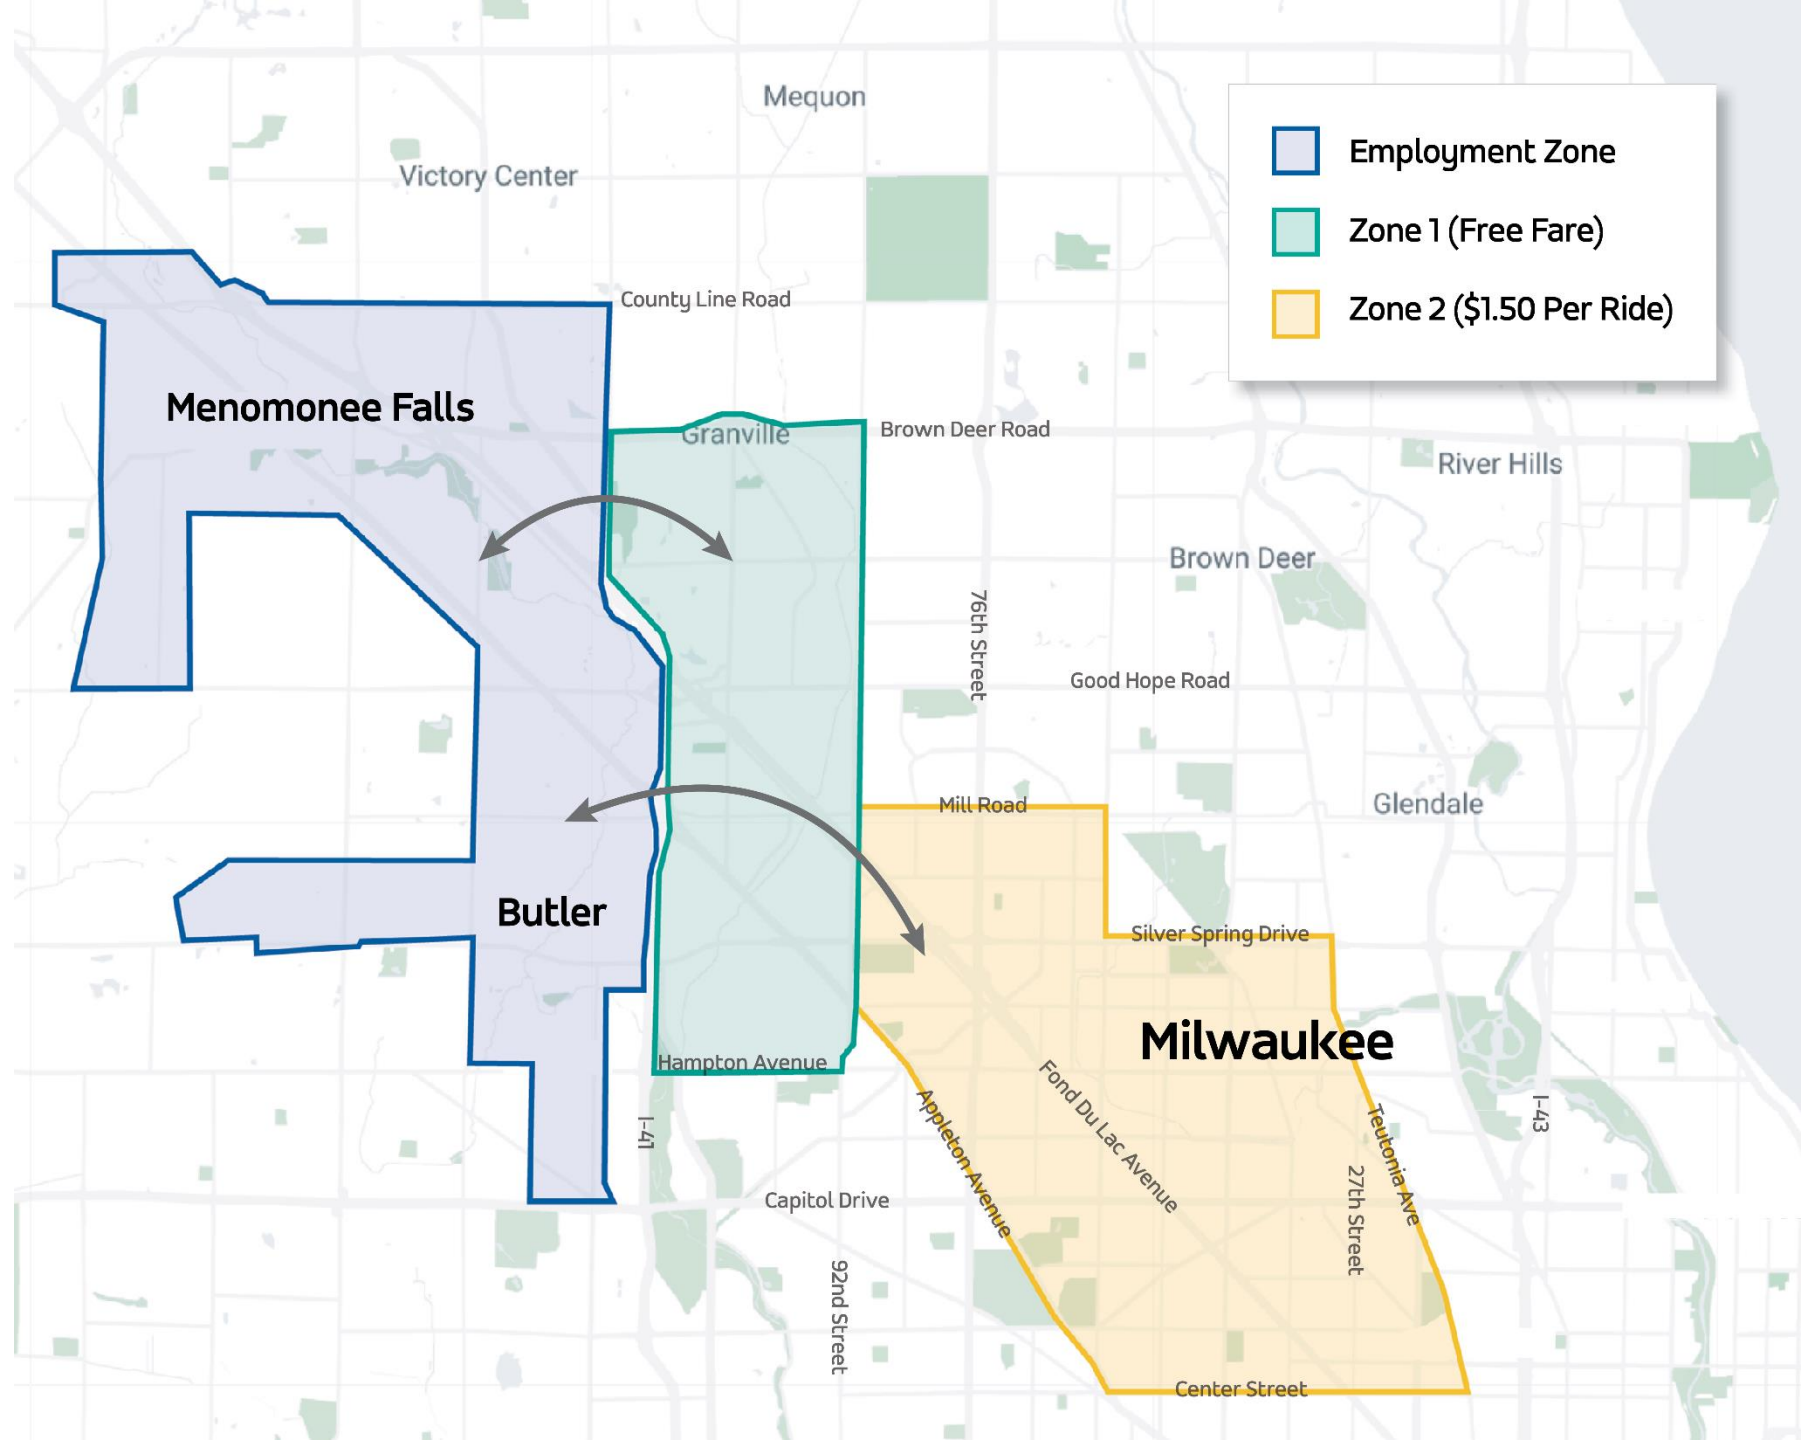 Mequon
Victory Center
Employment Zone
Zone 1 (Free Fare)
Zone 2 ($1.50 Per Ride)
County Line Road
Menomonee Falls
Granville
Brown Deer Road
River Hills
Brown Deer
76th Street
Good Hope Road
Mill Road
Glendale
Butler
Silver Spring Drive
Milwaukee
Hampton Avenue
Fond Du Lac Avenue
Appleton Avenue
I-41
I-43
Teutonia Ave
27th Street
Capitol Drive
92nd Street
Center Street